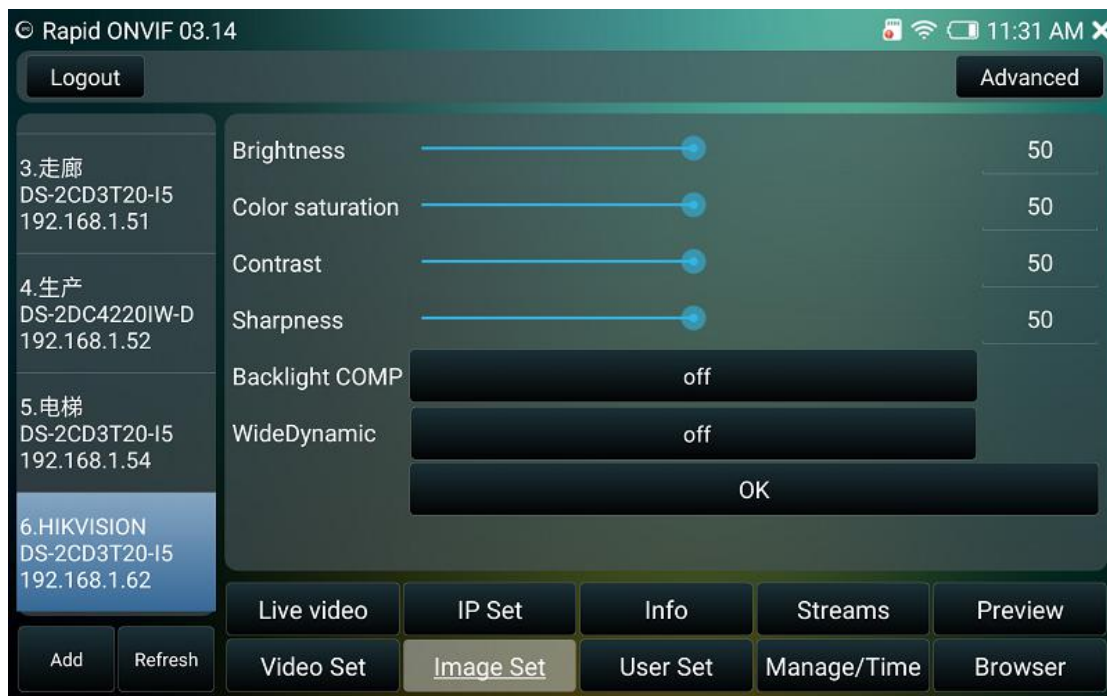 Rapid ONVIF 03.14
11:31 AM
Logout
Advanced
3.走廊
DS-2CD3T20-I5
192.168.1.51
4.生产
DS-2DC4220IW-D
192.168.1.52
5.电梯
DS-2CD3T20-I5
192.168.1.54
6.HIKVISION
DS-2CD3T20-I5
192.168.1.62
Add
Refresh
Brightness 50
Color saturation 50
Contrast 50
Sharpness 50
Backlight COMP off
WideDynamic off
OK
Live video IP Set Info Streams Preview
Video Set Image Set User Set Manage/Time Browser